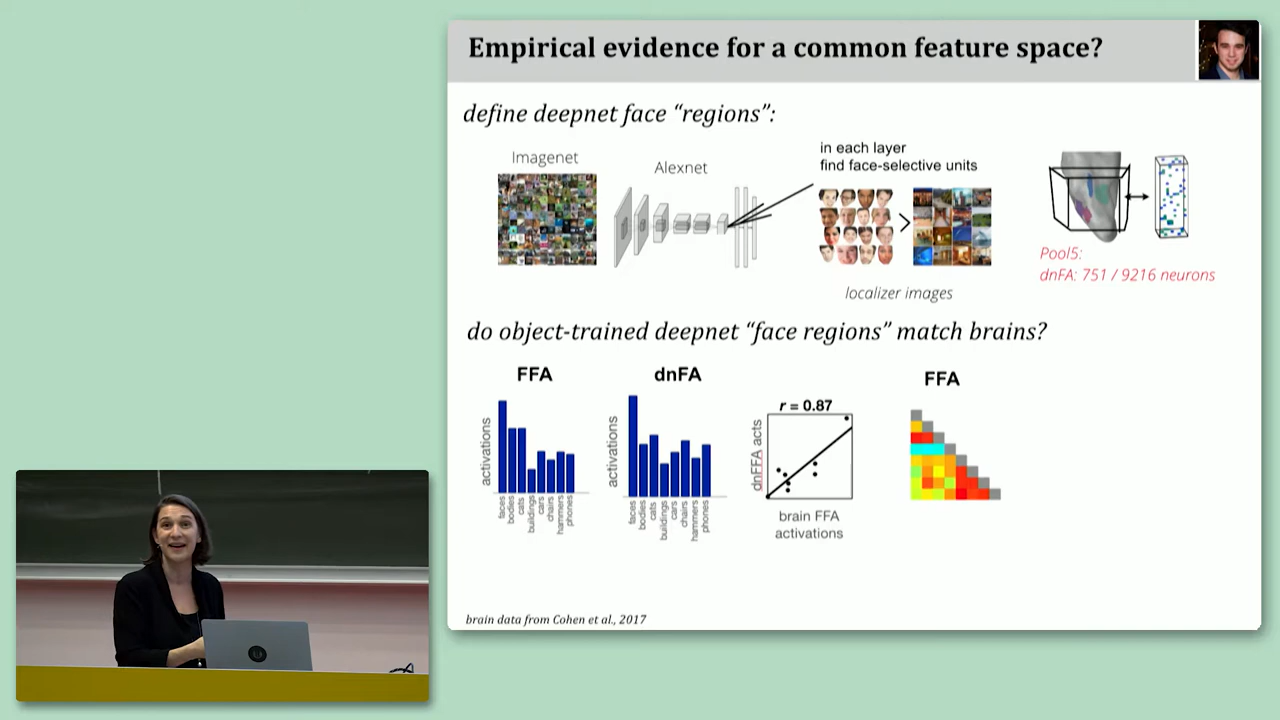 Empirical evidence for a common feature space?
define deepnet face “regions”:
Imagenet
Alexnet
in each layer
find face-selective units
>
localizer images
Pool5:
dnFA: 751 / 9216 neurons
do object-trained deepnet “face regions” match brains?
FFA
activations
faces
bodies
cats
buildings
cars
chairs
hammers
phones
dnFA
activations
faces
bodies
cats
buildings
cars
chairs
hammers
phones
r = 0.87
dnFFA acts
brain FFA
activations
FFA
brain data from Cohen et al., 2017